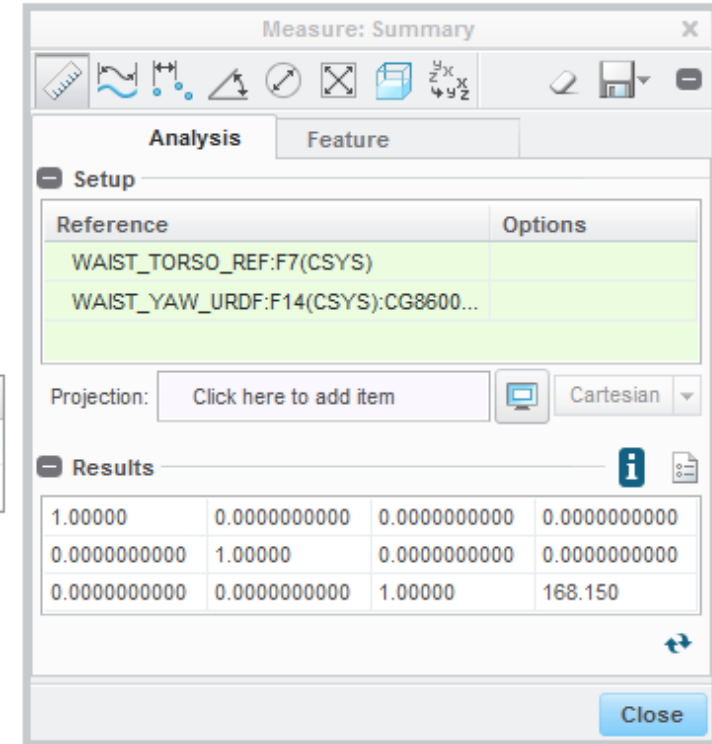 Measure: Summary
Analysis Feature
Setup
Reference Options
WAIST_TORSO_REF:F7(CSYS)
WAIST_YAW_URDF:F14(CSYS):CG8600...
Projection: Click here to add item Cartesian
Results
1.00000 0.0000000000 0.0000000000 0.0000000000
0.0000000000 1.00000 0.0000000000 0.0000000000
0.0000000000 0.0000000000 1.00000 168.150
Close